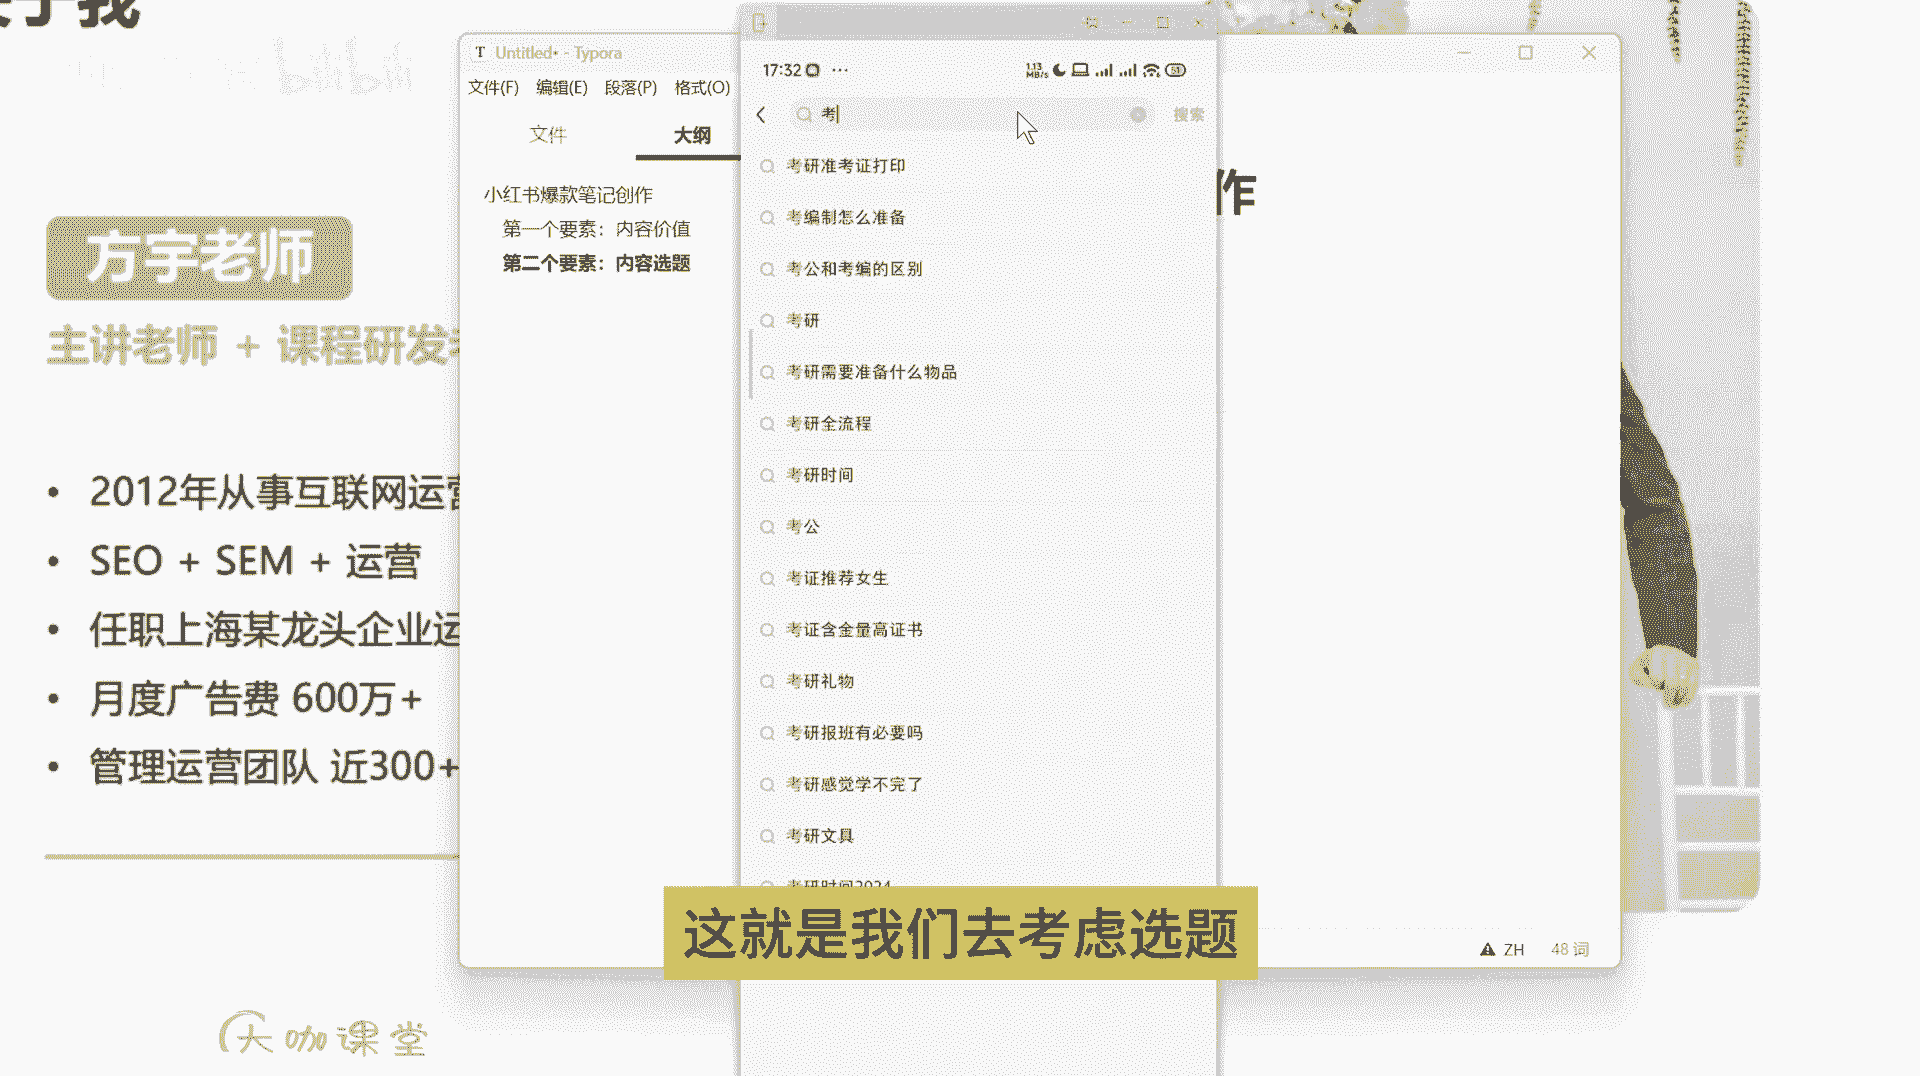 关于我
bilibili
方宇老师
主讲老师 + 课程研发
• 2012年从事互联网运营
• SEO + SEM + 运营
• 任职上海某龙头企业运
• 月度广告费 600万+
• 管理运营团队 近300+
大咖课堂
Untitled• - Typora
文件(F) 编辑(E) 段落(P) 格式(O)
文件 大纲
小红书爆款笔记创作
第一个要素：内容价值
第二个要素：内容选题
作
ZH 48 词
17:32 ...
1.13 MB/s 51
考 搜索
考研准考证打印
考编制怎么准备
考公和考编的区别
考研
考研需要准备什么物品
考研全流程
考研时间
考公
考证推荐女生
考证含金量高证书
考研礼物
考研报班有必要吗
考研感觉学不完了
考研文具
考研时间2024
这就是我们去考虑选题